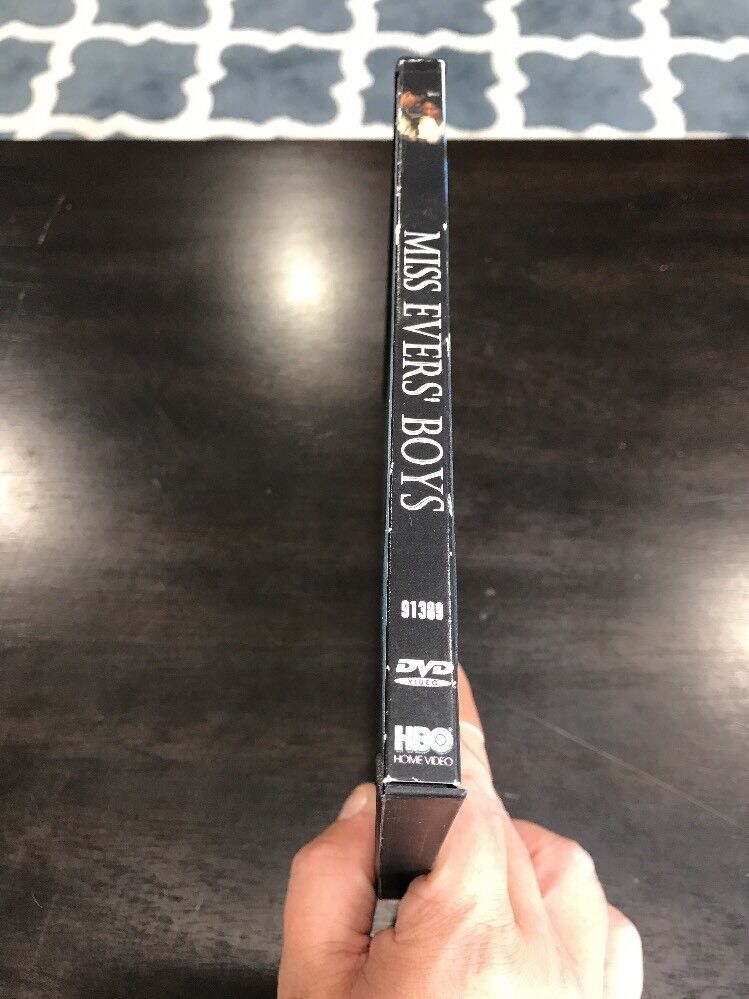 MISS EVERS' BOYS
91389
DVD
VIDEO
HBO
HOME VIDEO